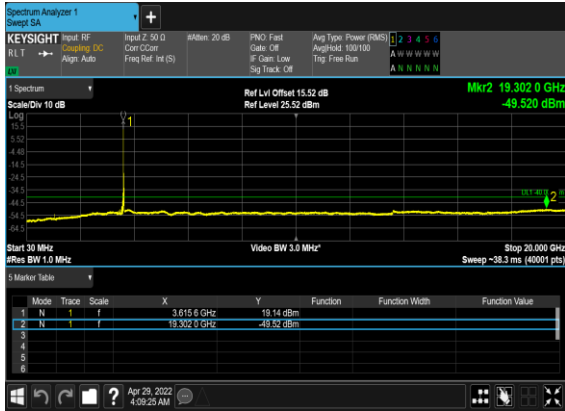 Spectrum Analyzer 1
Swept SA
+
KEYSIGHT Input: RF Input Z: 50 Ω #Atten: 20 dB PNO: Fast Avg Type: Power (RMS) 1 2 3 4 5 6
RLT Coupling: DC Corr CCorr Gate: Off Avg|Hold: 100/100 A W W W W W
Align: Auto Freq Ref: Int (S) IF Gain: Low Trig: Free Run
LXI Sig Track: Off A N N N N N
1 Spectrum Ref Lvl Offset 15.52 dB Mkr2 19.302 0 GHz
Scale/Div 10 dB Ref Level 25.52 dBm -49.520 dBm
Log
15.5
5.52
-4.48
-14.5
-24.5
-34.5
-44.5
-54.5
-64.5
1
2
Start 30 MHz Video BW 3.0 MHz* Stop 20.000 GHz
#Res BW 1.0 MHz Sweep ~38.3 ms (40001 pts)
5 Marker Table
Mode Trace Scale X Y Function Function Width Function Value
1 N 1 f 3.615 6 GHz 19.14 dBm
2 N 1 f 19.302 0 GHz -49.52 dBm
3
4
5
6
? Apr 29, 2022
4:09:25 AM